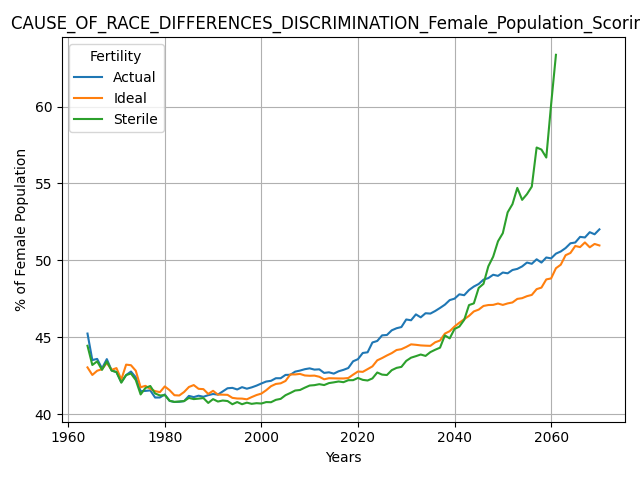 CAUSE_OF_RACE_DIFFERENCES_DISCRIMINATION_Female_Population_Scorin
Fertility
Actual
Ideal
Sterile
% of Female Population
60
55
50
45
40
1960
1980
2000
2020
2040
2060
Years